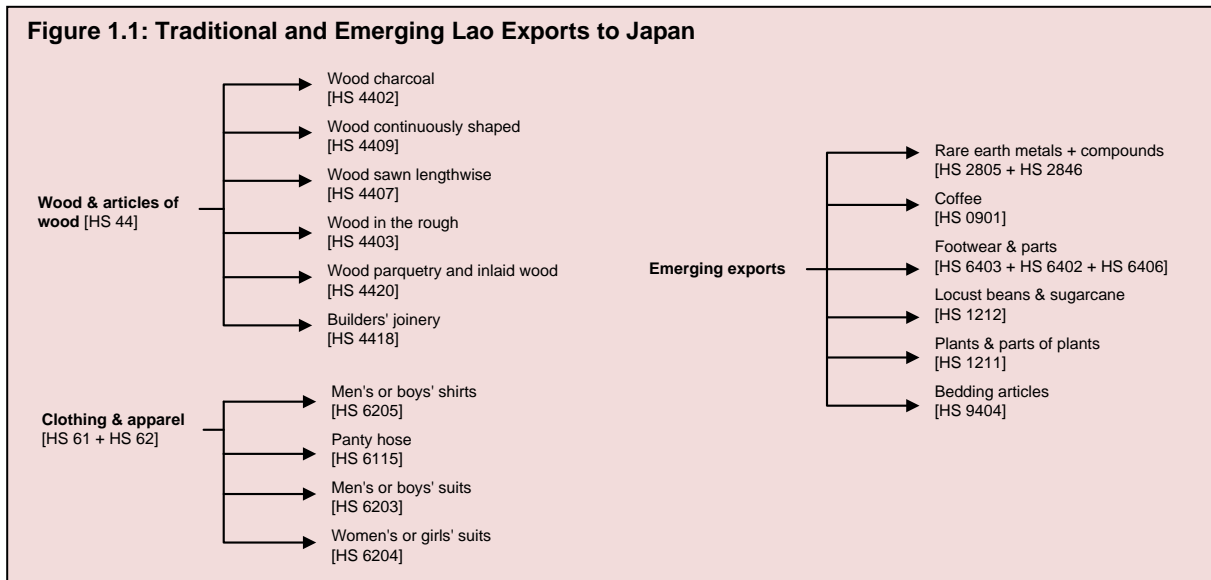 Figure 1.1: Traditional and Emerging Lao Exports to Japan
Wood & articles of
wood [HS 44]
Wood charcoal
[HS 4402]
Wood continuously shaped
[HS 4409]
Wood sawn lengthwise
[HS 4407]
Wood in the rough
[HS 4403]
Wood parquetry and inlaid wood
[HS 4420]
Builders' joinery
[HS 4418]
Clothing & apparel
[HS 61 + HS 62]
Men's or boys' shirts
[HS 6205]
Panty hose
[HS 6115]
Men's or boys' suits
[HS 6203]
Women's or girls' suits
[HS 6204]
Emerging exports
Rare earth metals + compounds
[HS 2805 + HS 2846
Coffee
[HS 0901]
Footwear & parts
[HS 6403 + HS 6402 + HS 6406]
Locust beans & sugarcane
[HS 1212]
Plants & parts of plants
[HS 1211]
Bedding articles
[HS 9404]